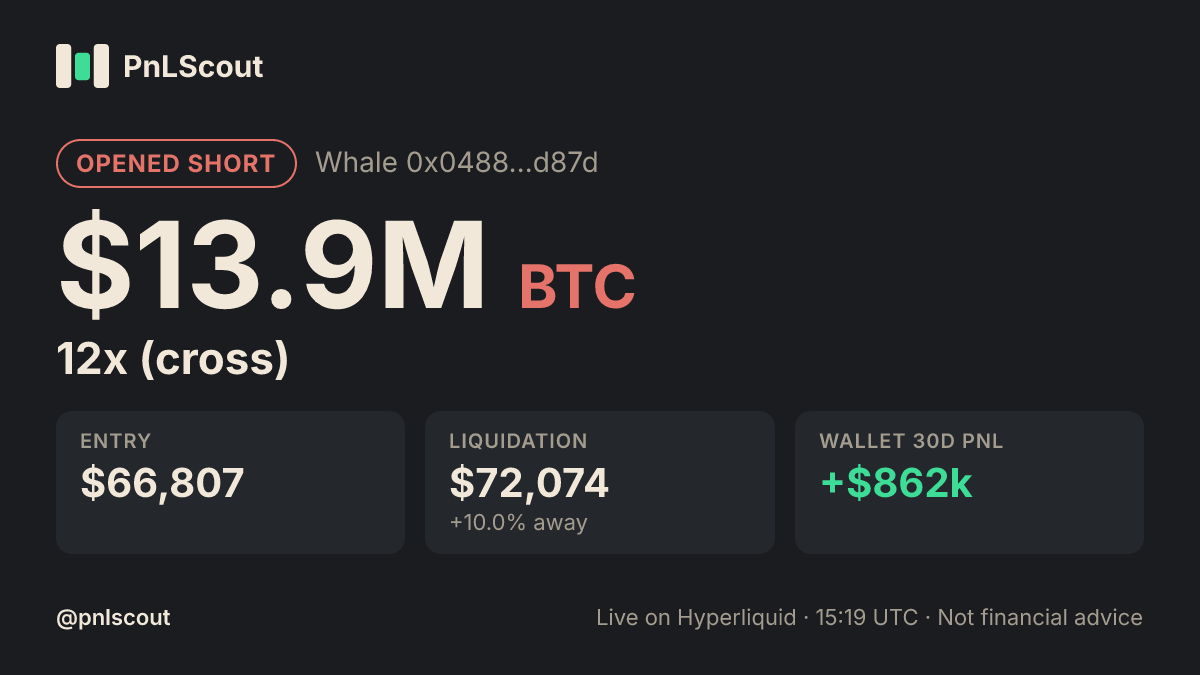 PnLScout
OPENED SHORT Whale 0x0488...d87d
$13.9M BTC
12x (cross)
ENTRY
$66,807
LIQUIDATION
$72,074
+10.0% away
WALLET 30D PNL
+$862k
@pnlscout
Live on Hyperliquid · 15:19 UTC · Not financial advice